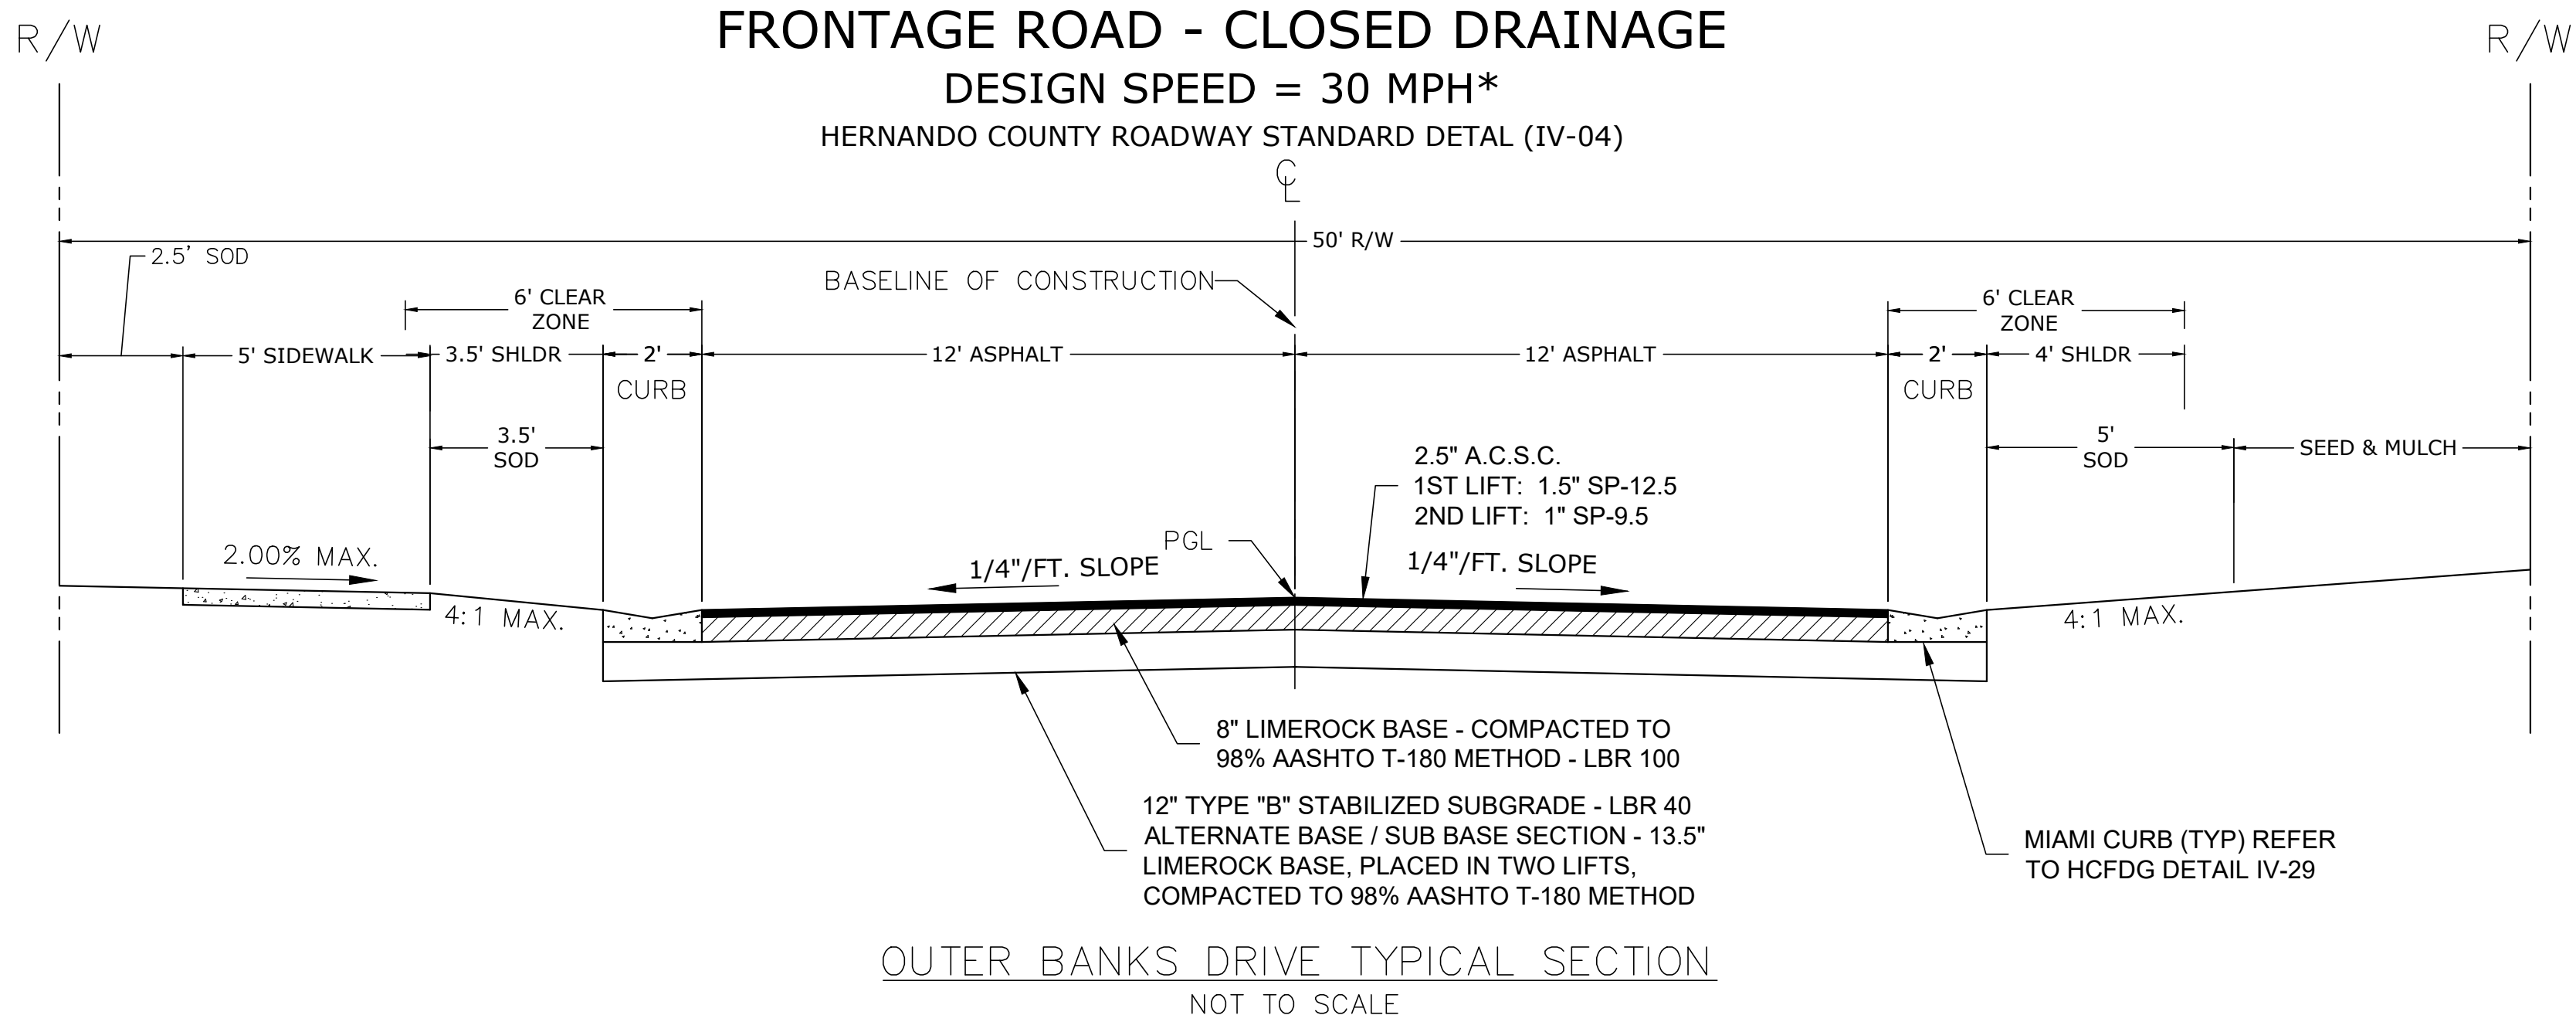 R/W
FRONTAGE ROAD - CLOSED DRAINAGE
R/W
DESIGN SPEED = 30 MPH*
HERNANDO COUNTY ROADWAY STANDARD DETAL (IV-04)
CL
50' R/W
2.5' SOD
BASELINE OF CONSTRUCTION
6' CLEAR
ZONE
6' CLEAR
ZONE
5' SIDEWALK
3.5' SHLDR
2'
12' ASPHALT
12' ASPHALT
2'
4' SHLDR
CURB
CURB
3.5'
SOD
5'
SOD
SEED & MULCH
2.5" A.C.S.C.
1ST LIFT: 1.5" SP-12.5
2ND LIFT: 1" SP-9.5
PGL
2.00% MAX.
1/4"/FT. SLOPE
1/4"/FT. SLOPE
4:1 MAX.
4:1 MAX.
8" LIMEROCK BASE - COMPACTED TO
98% AASHTO T-180 METHOD - LBR 100
12" TYPE "B" STABILIZED SUBGRADE - LBR 40
ALTERNATE BASE / SUB BASE SECTION - 13.5"
LIMEROCK BASE, PLACED IN TWO LIFTS,
COMPACTED TO 98% AASHTO T-180 METHOD
MIAMI CURB (TYP) REFER
TO HCFDG DETAIL IV-29
OUTER BANKS DRIVE TYPICAL SECTION
NOT TO SCALE